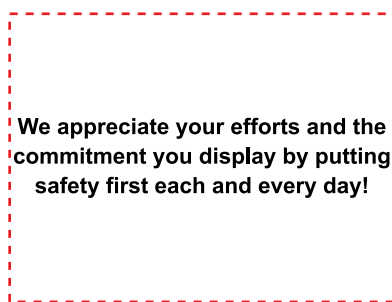 We appreciate your efforts and the
commitment you display by putting
safety first each and every day!